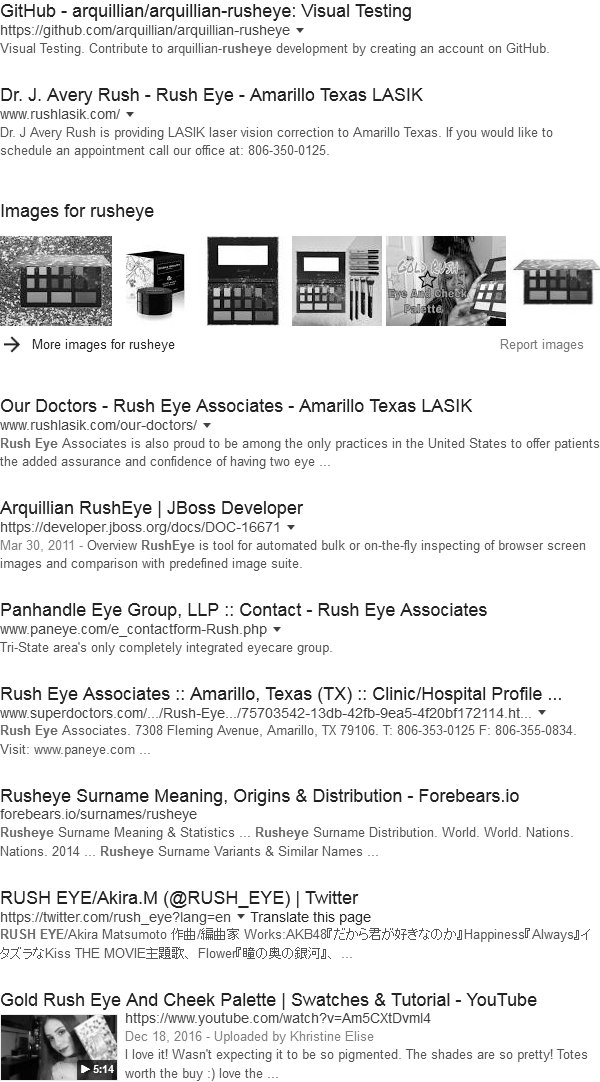 GitHub - arquillian/arquillian-rusheye: Visual Testing
https://github.com/arquillian/arquillian-rusheye
Visual Testing. Contribute to arquillian-rusheye development by creating an account on GitHub.
Dr. J. Avery Rush - Rush Eye - Amarillo Texas LASIK
www.rushlasik.com/
Dr. J Avery Rush is providing LASIK laser vision correction to Amarillo Texas. If you would like to
schedule an appointment call our office at: 806-350-0125.
Images for rusheye
GOLD RUSH
Eye And Cheek
Palette
More images for rusheye
Report images
Our Doctors - Rush Eye Associates - Amarillo Texas LASIK
www.rushlasik.com/our-doctors/
Rush Eye Associates is also proud to be among the only practices in the United States to offer patients
the added assurance and confidence of having two eye ...
Arquillian RushEye | JBoss Developer
https://developer.jboss.org/docs/DOC-16671
Mar 30, 2011 - Overview RushEye is tool for automated bulk or on-the-fly inspecting of browser screen
images and comparison with predefined image suite.
Panhandle Eye Group, LLP :: Contact - Rush Eye Associates
www.paneye.com/e_contactform-Rush.php
Tri-State area's only completely integrated eyecare group.
Rush Eye Associates :: Amarillo, Texas (TX) :: Clinic/Hospital Profile ...
www.superdoctors.com/.../Rush-Eye.../75703542-13db-42fb-9ea5-4f20bf172114.ht...
Rush Eye Associates. 7308 Fleming Avenue, Amarillo, TX 79106. T: 806-353-0125 F: 806-355-0834.
Visit: www.paneye.com ...
Rusheye Surname Meaning, Origins & Distribution - Forebears.io
forebears.io/surnames/rusheye
Rusheye Surname Meaning & Statistics ... Rusheye Surname Distribution. World. World. Nations.
Nations. 2014 ... Rusheye Surname Variants & Similar Names ...
RUSH EYE/Akira.M (@RUSH_EYE) | Twitter
https://twitter.com/rush_eye?lang=en Translate this page
RUSH EYE/Akira Matsumoto 作曲/編曲家 Works:AKB48『だから君が好きなのか』Happiness『Always』イ
タズラなKiss THE MOVIE主題歌、Flower『瞳の奥の銀河』、...
Gold Rush Eye And Cheek Palette | Swatches & Tutorial - YouTube
https://www.youtube.com/watch?v=Am5CXtDvmI4
Dec 18, 2016 - Uploaded by Khristine Elise
I love it! Wasn't expecting it to be so pigmented. The shades are so pretty! Totes
worth the buy :) love the ...
5:14